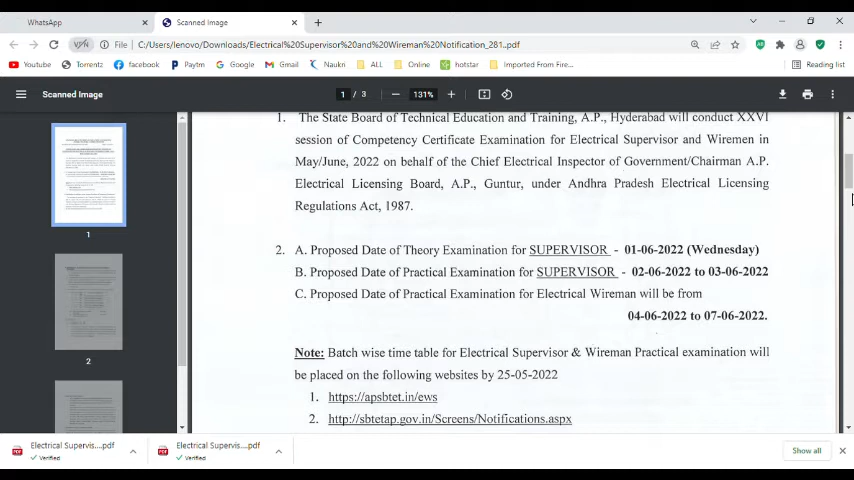 WhatsApp
Scanned Image
File C:/Users/lenovo/Downloads/Electrical%20Supervisor%20and%20Wireman%20Notification_281..pdf
Youtube Torrentz facebook Paytm Google Gmail Naukri ALL Online hotstar Imported From Fire... Reading list
Scanned Image 1 / 3 131%
1. The State Board of Technical Education and Training, A.P., Hyderabad will conduct XXVI
session of Competency Certificate Examination for Electrical Supervisor and Wiremen in
May/June, 2022 on behalf of the Chief Electrical Inspector of Government/Chairman A.P.
Electrical Licensing Board, A.P., Guntur, under Andhra Pradesh Electrical Licensing
Regulations Act, 1987.
2. A. Proposed Date of Theory Examination for SUPERVISOR - 01-06-2022 (Wednesday)
B. Proposed Date of Practical Examination for SUPERVISOR - 02-06-2022 to 03-06-2022
C. Proposed Date of Practical Examination for Electrical Wireman will be from
04-06-2022 to 07-06-2022.
Note: Batch wise time table for Electrical Supervisor & Wireman Practical examination will
be placed on the following websites by 25-05-2022
1. https://apsbtet.in/ews
2. http://sbtetap.gov.in/Screens/Notifications.aspx
1
2
Electrical Supervis....pdf
Verified
Electrical Supervis....pdf
Verified
Show all